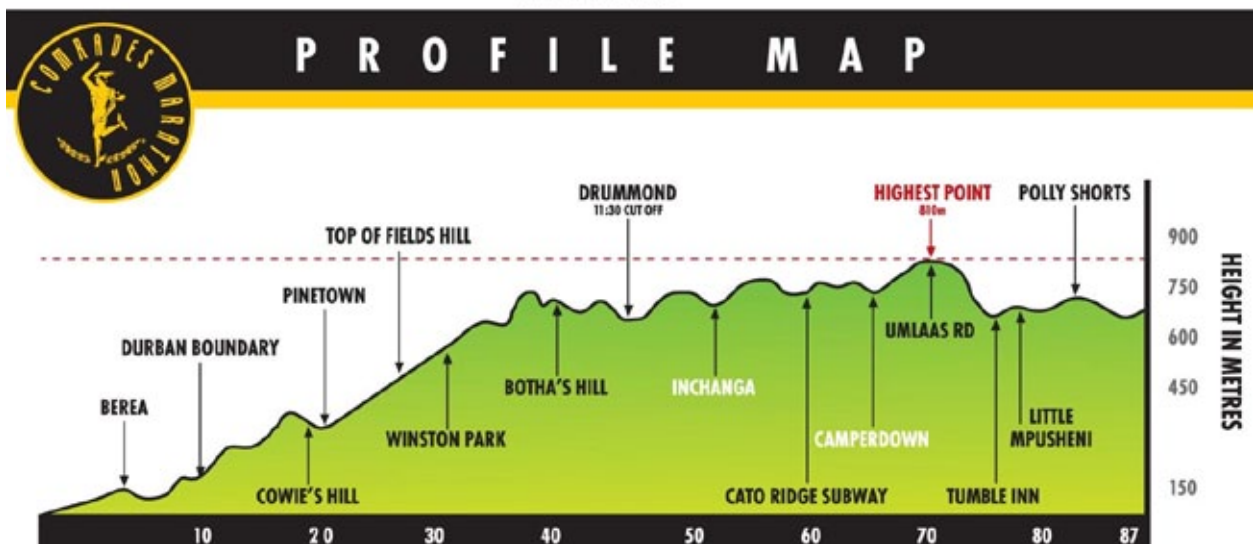 PROFILE MAP
COMRADES MARATHON
DRUMMOND
11:30 CUT OFF
HIGHEST POINT
810m
POLLY SHORTS
TOP OF FIELDS HILL
PINETOWN
DURBAN BOUNDARY
BEREA
UMLAAS RD
BOTHA'S HILL
INCHANGA
WINSTON PARK
CAMPERDOWN
LITTLE
MPUSHENI
COWIE'S HILL
CATO RIDGE SUBWAY
TUMBLE INN
900
750
600
450
150
HEIGHT IN METRES
10 20 30 40 50 60 70 80 87